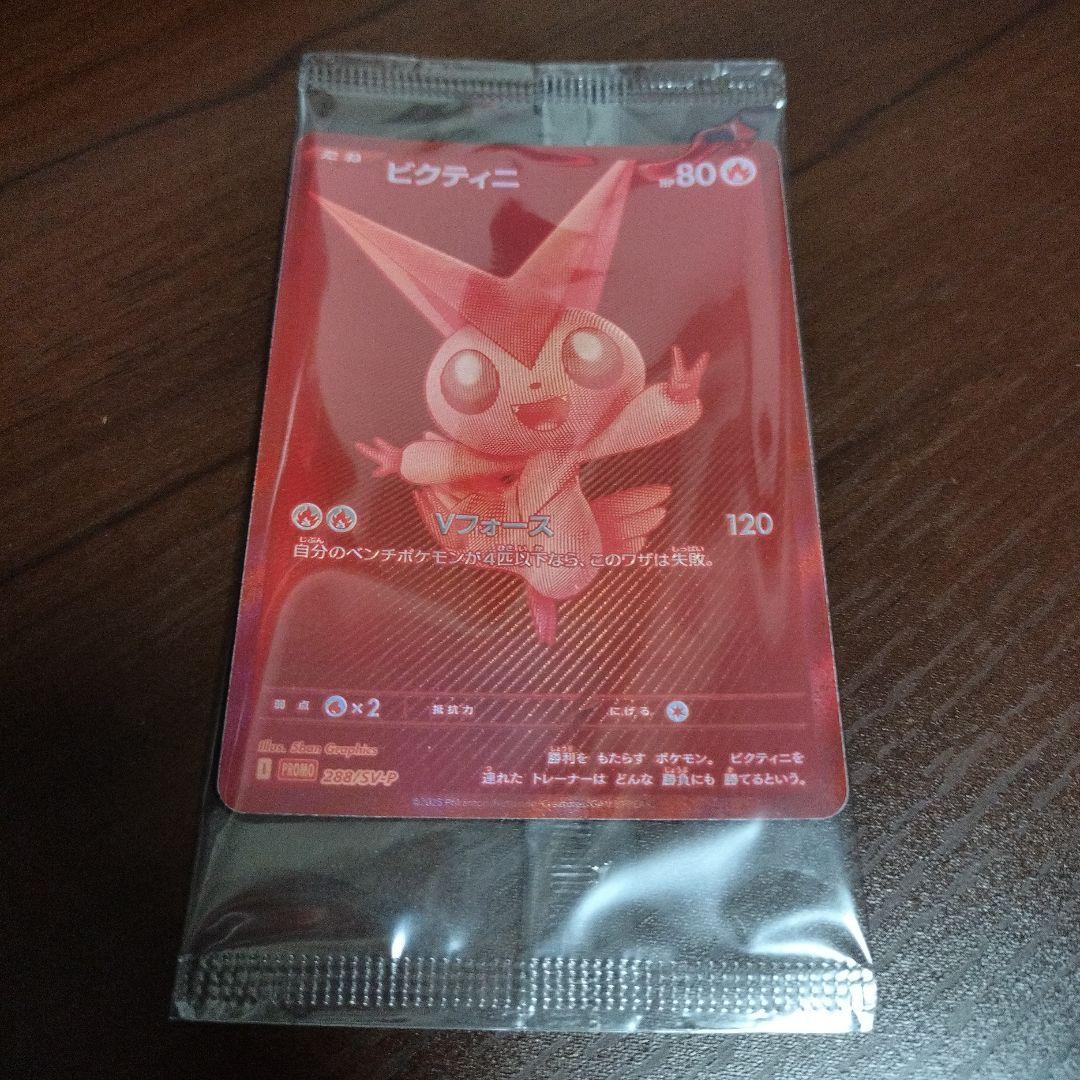 たね ビクティニ HP80
Vフォース 120
自分のベンチポケモンが4匹以下なら、このワザは失敗。
弱点 ×2 抵抗力 にげる
Illus. 5ban Graphics
勝利を もたらす ポケモン。 ビクティニを
I PROMO 288/SV-P
連れた トレーナーは どんな 勝負にも 勝てるという。